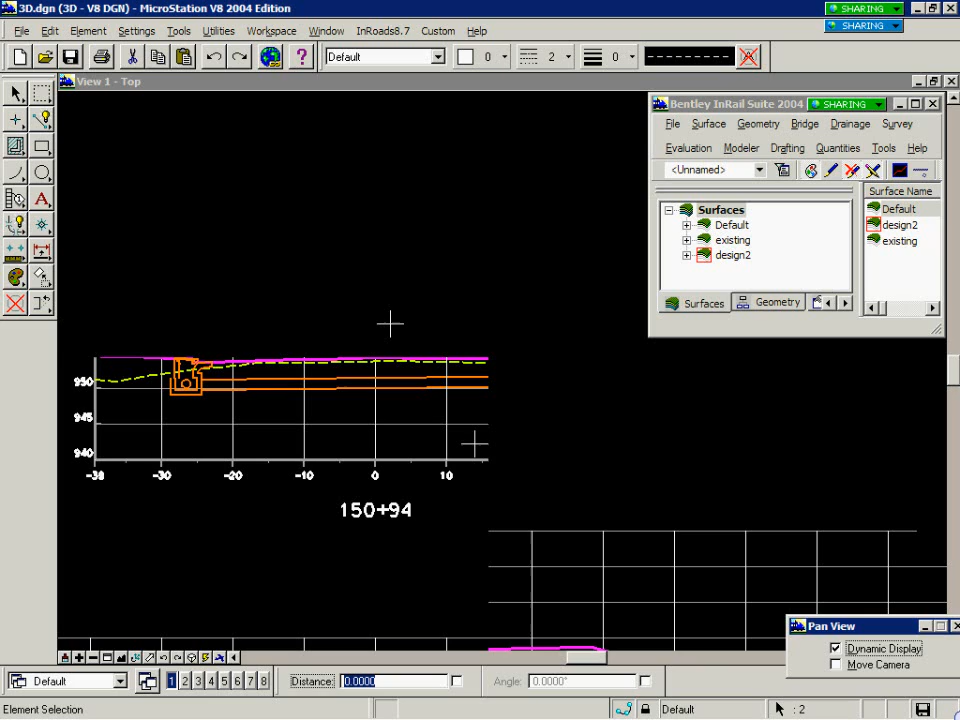 3D.dgn (3D - V8 DGN) - MicroStation V8 2004 Edition
SHARING
File Edit Element Settings Tools Utilities Workspace Window InRoads8.7 Custom Help
SHARING
Default 0 2 0
View 1 - Top
Bentley InRail Suite 2004 SHARING
File Surface Geometry Bridge Drainage Survey
Evaluation Modeler Drafting Quantities Tools Help
<Unnamed>
Surfaces
Default
existing
design2
Surfaces Geometry
Surface Name
Default
design2
existing
950
945
940
-38 -30 -20 -10 0 10
150+94
Pan View
Dynamic Display
Move Camera
Default 1 2 3 4 5 6 7 8 Distance: 0.0000 Angle: 0.0000°
Element Selection Default : 2